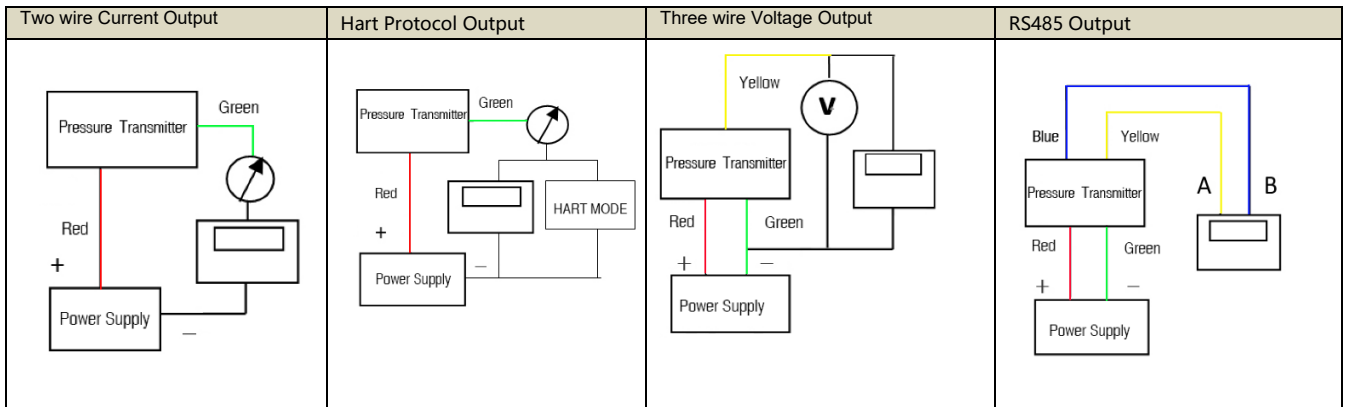 Two wire Current Output
Hart Protocol Output
Three wire Voltage Output
RS485 Output
Pressure Transmitter
Green
Red
+
Power Supply
—
Pressure Transmitter
Green
Red
HART MODE
+
—
Power Supply
Yellow
V
Pressure Transmitter
Red
Green
+
—
Power Supply
Blue
Yellow
Pressure Transmitter
A
B
Red
Green
+
—
Power Supply